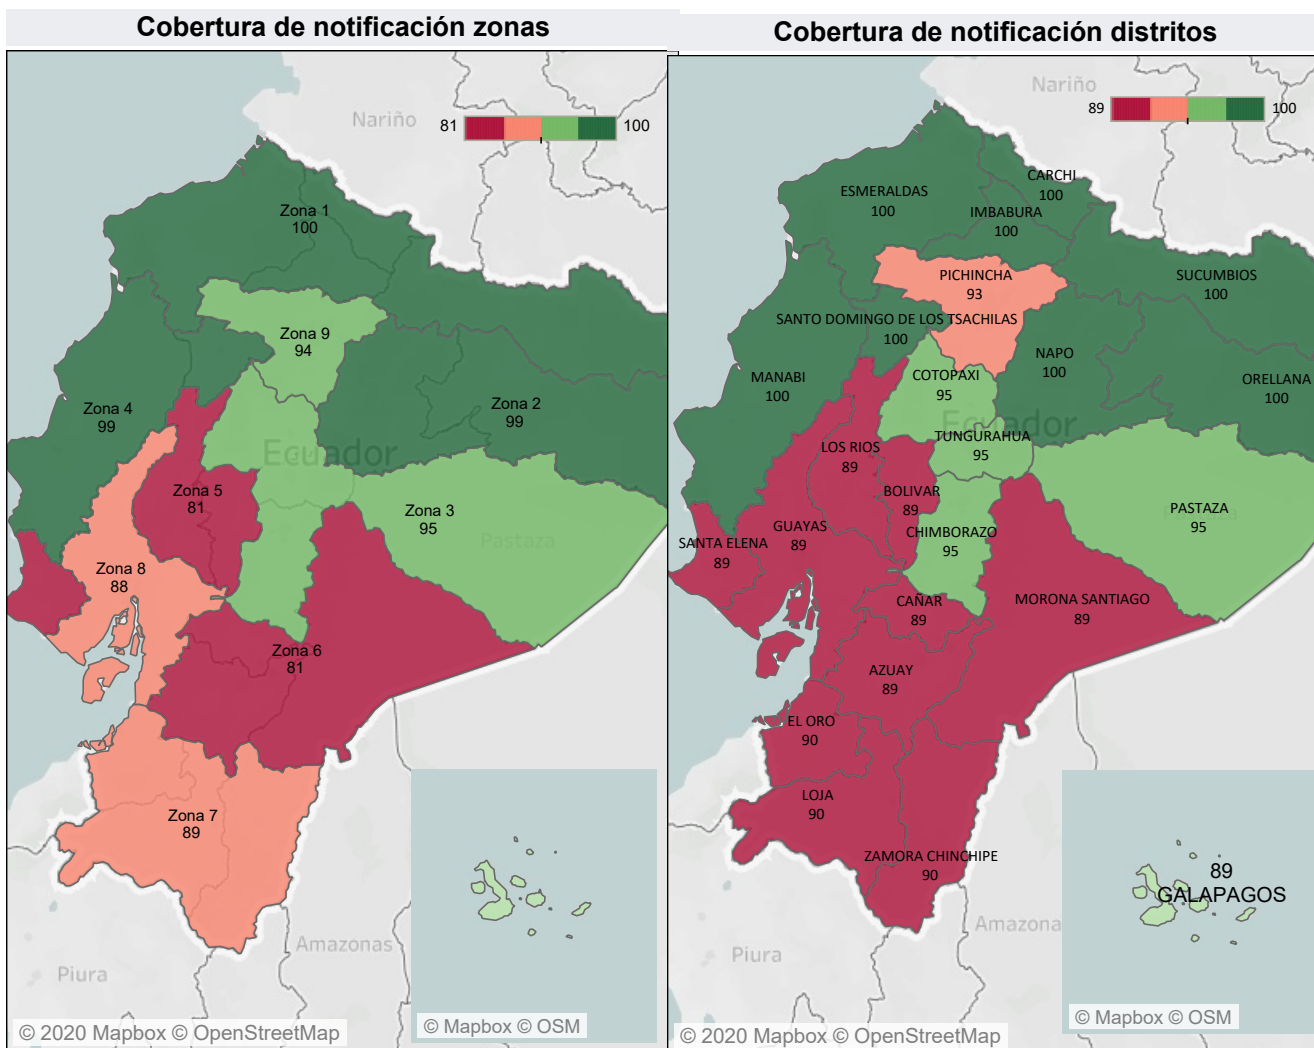 Cobertura de notificación zonas
Nariño
81
100
Zona 1
100
Zona 9
94
Zona 4
99
Zona 2
99
Ecuador
Zona 5
81
Zona 3
95
Pastaza
Zona 8
88
Zona 6
81
Zona 7
89
Amazonas
Piura
© 2020 Mapbox © OpenStreetMap
© Mapbox © OSM
Cobertura de notificación distritos
Nariño
89
100
CARCHI
100
ESMERALDAS
100
IMBABURA
100
PICHINCHA
93
SUCUMBIOS
100
SANTO DOMINGO DE LOS TSACHILAS
100
NAPO
100
MANABI
100
COTOPAXI
95
ORELLANA
100
Ecuador
TUNGURAHUA
95
LOS RIOS
89
BOLIVAR
89
PASTAZA
95
GUAYAS
89
CHIMBORAZO
95
SANTA ELENA
89
CAÑAR
89
MORONA SANTIAGO
89
AZUAY
89
EL ORO
90
LOJA
90
ZAMORA CHINCHIPE
90
89
GALAPAGOS
Amazona
Piura
© 2020 Mapbox © OpenStreetMap
© Mapbox © OSM